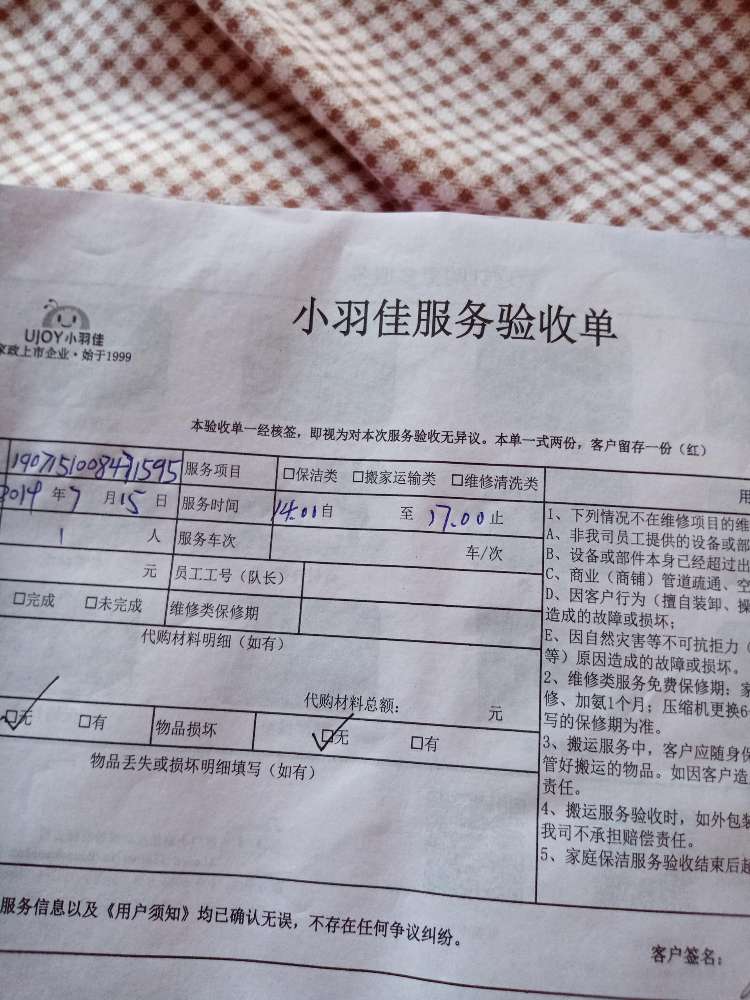 小羽佳服务验收单
UJOY小羽佳
家政上市企业·始于1999
本验收单一经核签,即视为对本次服务验收无异议。本单一式两份,客户留存一份(红)
服务项目 □保洁类 □搬家运输类 □维修清洗类
2019年7月15日 服务时间 14.00自 至 17.00止
1人 服务车次 车/次
元 员工工号(队长)
□完成 □未完成 维修类保修期
代购材料明细(如有)
代购材料总额: 元
□无 □有 物品损坏 □无 □有
物品丢失或损坏明细填写(如有)
用
1、下列情况不在维修项目的维
A、非我司员工提供的设备或部
B、设备或部件本身已经超过出
C、商业(商铺)管道疏通、空
D、因客户行为(擅自装卸、操
造成的故障或损坏;
E、因自然灾害等不可抗拒力(
等)原因造成的故障或损坏。
2、维修类服务免费保修期:家
修、加氨1个月;压缩机更换6
写的保修期为准。
3、搬运服务中,客户应随身保
管好搬运的物品。如因客户造
责任。
4、搬运服务验收时,如外包装
我司不承担赔偿责任。
5、家庭保洁服务验收结束后超
服务信息以及《用户须知》均已确认无误,不存在任何争议纠纷。
客户签名: